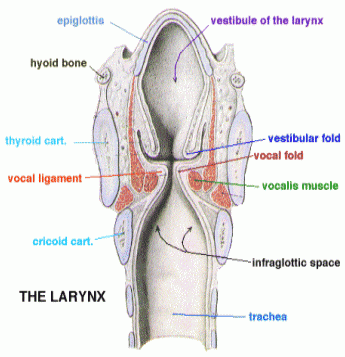 epiglottis
vestibule of the larynx
hyoid bone
thyroid cart.
vestibular fold
vocal fold
vocal ligament
vocalis muscle
cricoid cart.
infraglottic space
THE LARYNX
trachea